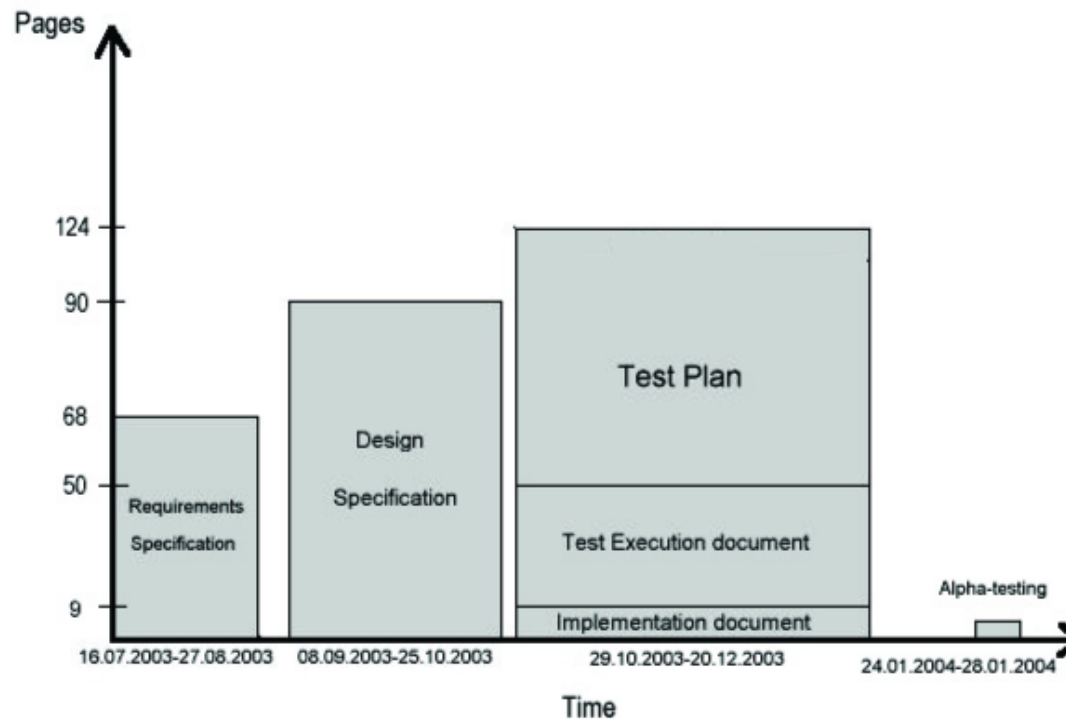 Pages
124
90
68
50
9
Requirements
Specification
Design
Specification
Test Plan
Test Execution document
Implementation document
Alpha-testing
16.07.2003-27.08.2003
08.09.2003-25.10.2003
29.10.2003-20.12.2003
24.01.2004-28.01.2004
Time